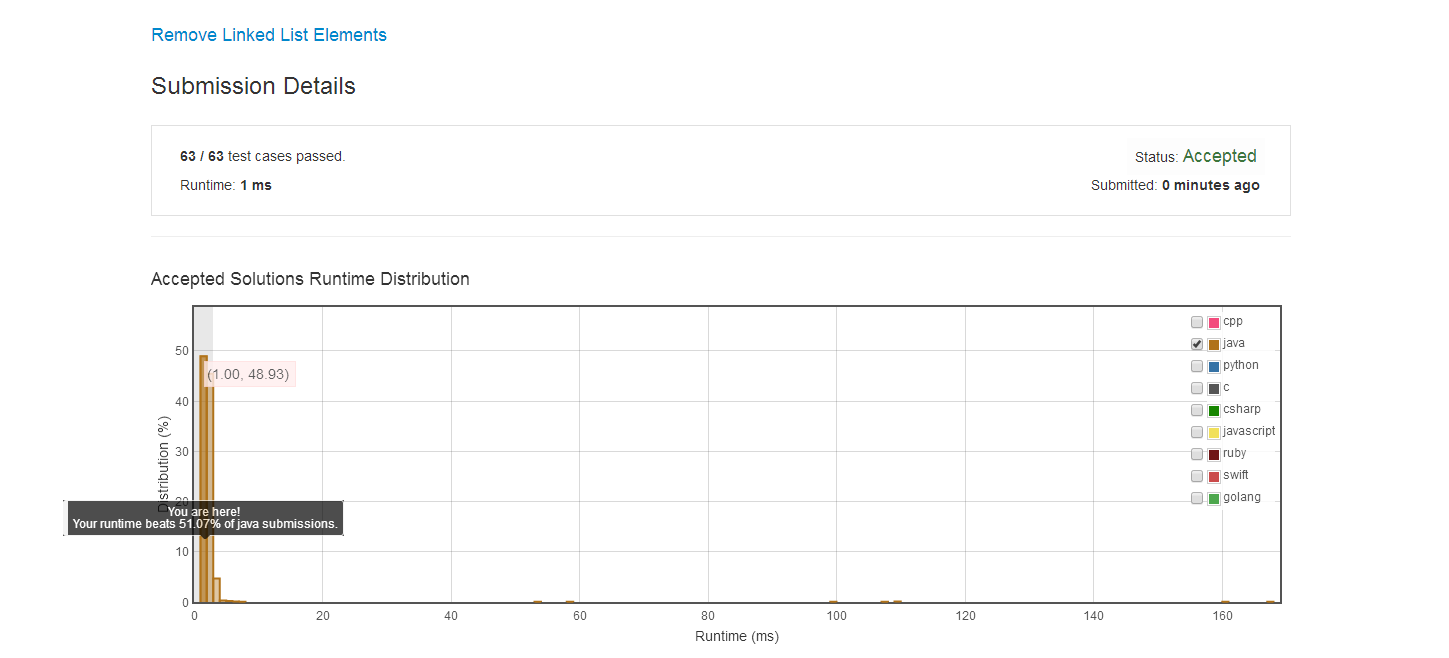 Remove Linked List Elements
Submission Details
63 / 63 test cases passed.
Status: Accepted
Runtime: 1 ms
Submitted: 0 minutes ago
Accepted Solutions Runtime Distribution
cpp
java
python
c
csharp
javascript
ruby
swift
golang
(1.00, 48.93)
You are here!
Your runtime beats 51.07% of java submissions.
Distribution (%)
50
40
30
20
10
0
0 20 40 60 80 100 120 140 160
Runtime (ms)